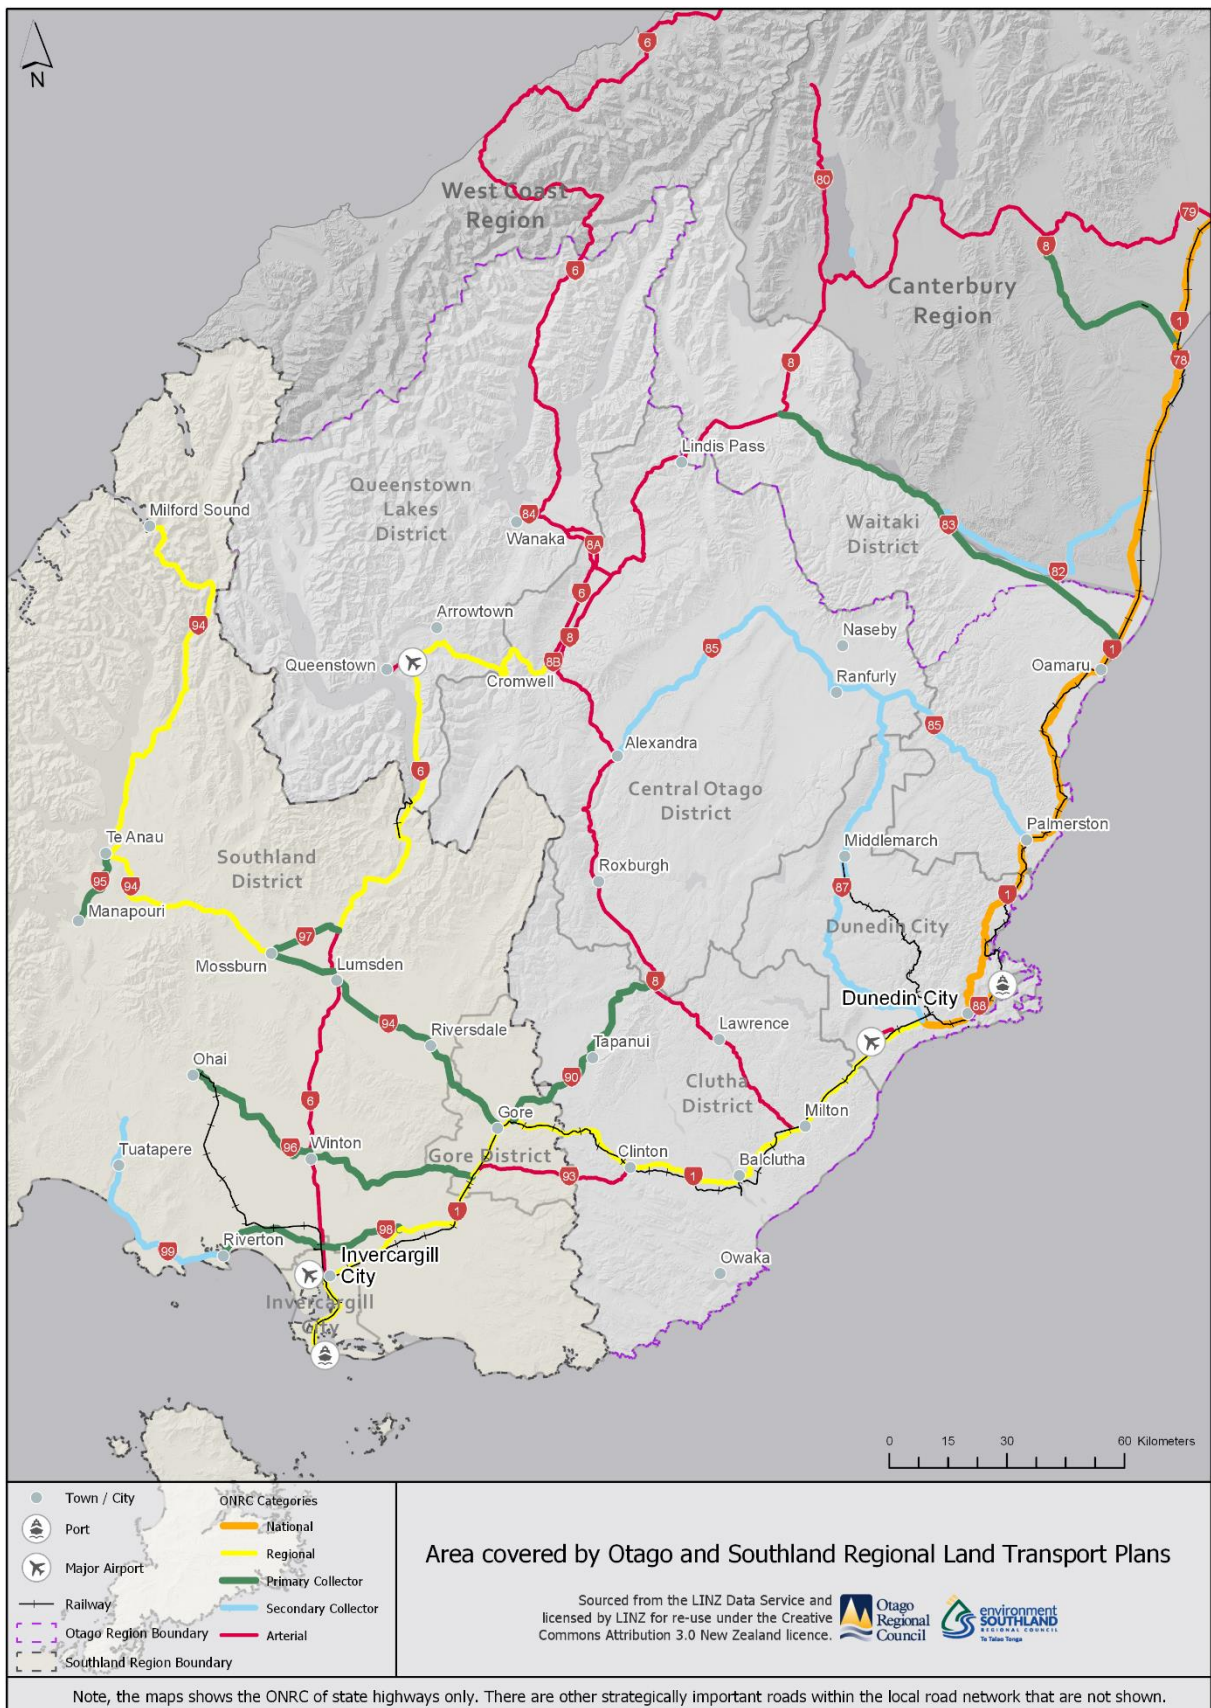 6
80
79
West Coast
Region
8
6
Canterbury
Region
1
78
8
Lindis Pass
Queenstown
Lakes
District
Milford Sound
84
Wanaka
83
Waitaki
District
8A
82
6
94
Arrowtown
8
85
Naseby
1
Queenstown
8B
Cromwell
Ranfurly
Oamaru
85
Alexandra
6
Central Otago
District
Te Anau
Southland
District
Palmerston
Middlemarch
95
94
Roxburgh
87
1
Manapouri
Dunedin City
97
Mossburn
Lumsden
8
Dunedin City
88
94
Riversdale
Lawrence
Ohai
Tapanui
90
Clutha
District
6
Gore
Milton
96
Winton
Tuatapere
Gore District
Clinton
93
1
Balclutha
1
98
Riverton
99
Invercargill
City
Owaka
Invercargill
City
0 15 30 60 Kilometers
N
Town / City
Port
Major Airport
Railway
Otago Region Boundary
Southland Region Boundary
ONRC Categories
National
Regional
Primary Collector
Secondary Collector
Arterial
Area covered by Otago and Southland Regional Land Transport Plans
Sourced from the LINZ Data Service and
licensed by LINZ for re-use under the Creative
Commons Attribution 3.0 New Zealand licence.
Otago
Regional
Council
environment
SOUTHLAND
REGIONAL COUNCIL
Te Taiao Tonga
Note, the maps shows the ONRC of state highways only. There are other strategically important roads within the local road network that are not shown.